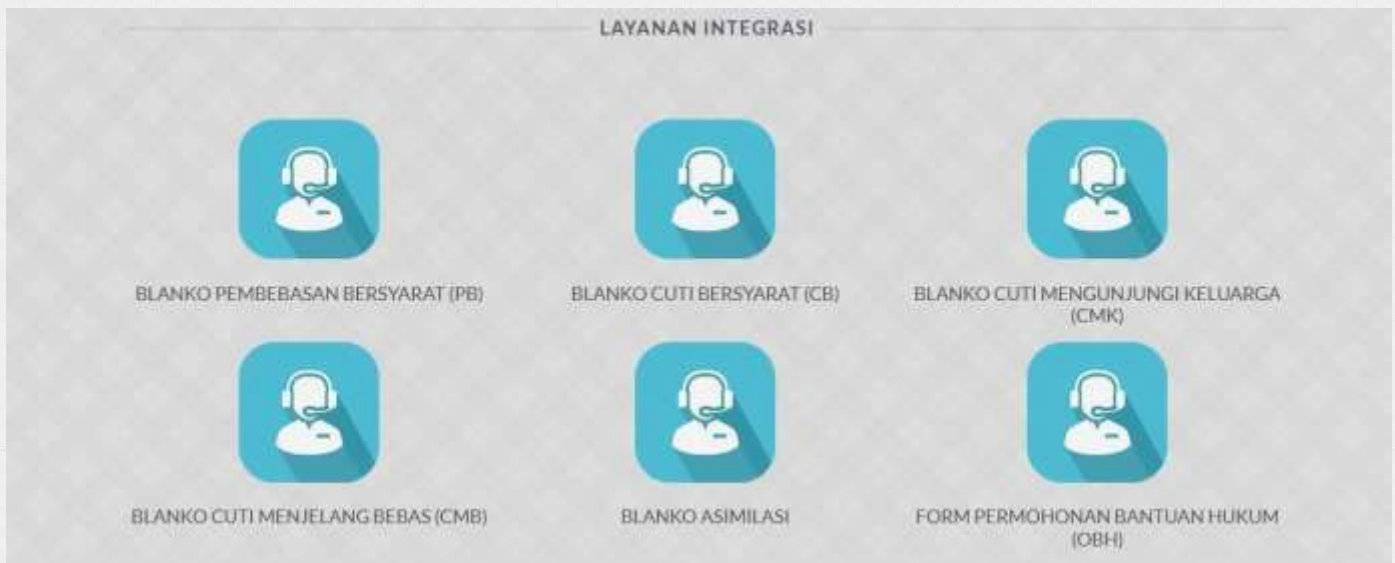 LAYANAN INTEGRASI
BLANKO PEMBEBASAN BERSYARAT (PB)
BLANKO CUTI BERSYARAT (CB)
BLANKO CUTI MENGUNJUNGI KELUARGA
(CMK)
BLANKO CUTI MENJELANG BEBAS (CMB)
BLANKO ASIMILASI
FORM PERMOHONAN BANTUAN HUKUM
(OBH)